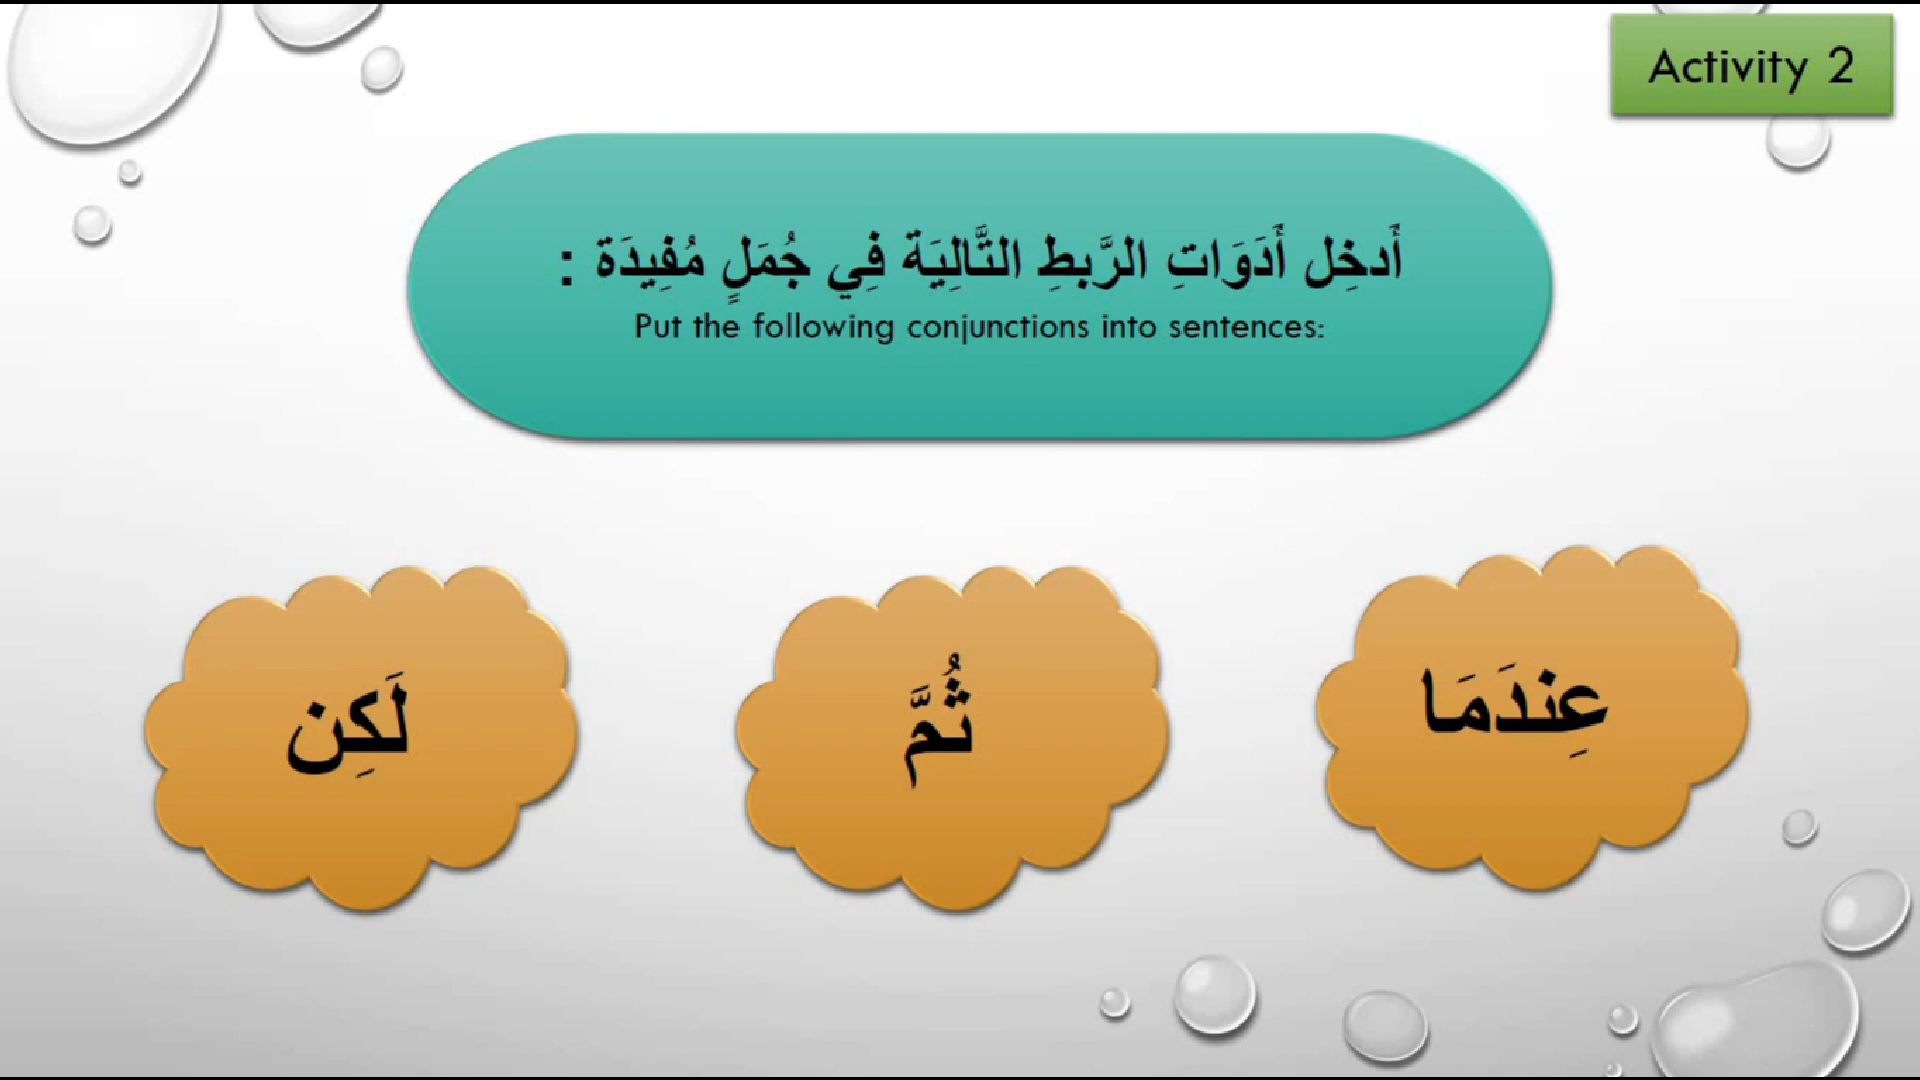 Activity 2
أَدخِل أَدَوَاتِ الرَّبطِ التَّالِيَة فِي جُمَلٍ مُفِيدَة :
Put the following conjunctions into sentences:
عِندَمَا
ثُمَّ
لَكِن